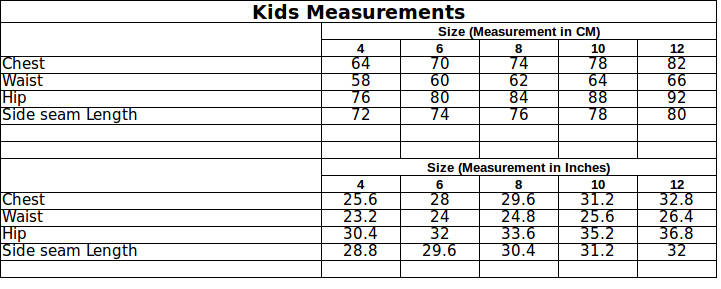 Kids Measurements
Size (Measurement in CM)
4 6 8 10 12
Chest 64 70 74 78 82
Waist 58 60 62 64 66
Hip 76 80 84 88 92
Side seam Length 72 74 76 78 80
Size (Measurement in Inches)
4 6 8 10 12
Chest 25.6 28 29.6 31.2 32.8
Waist 23.2 24 24.8 25.6 26.4
Hip 30.4 32 33.6 35.2 36.8
Side seam Length 28.8 29.6 30.4 31.2 32